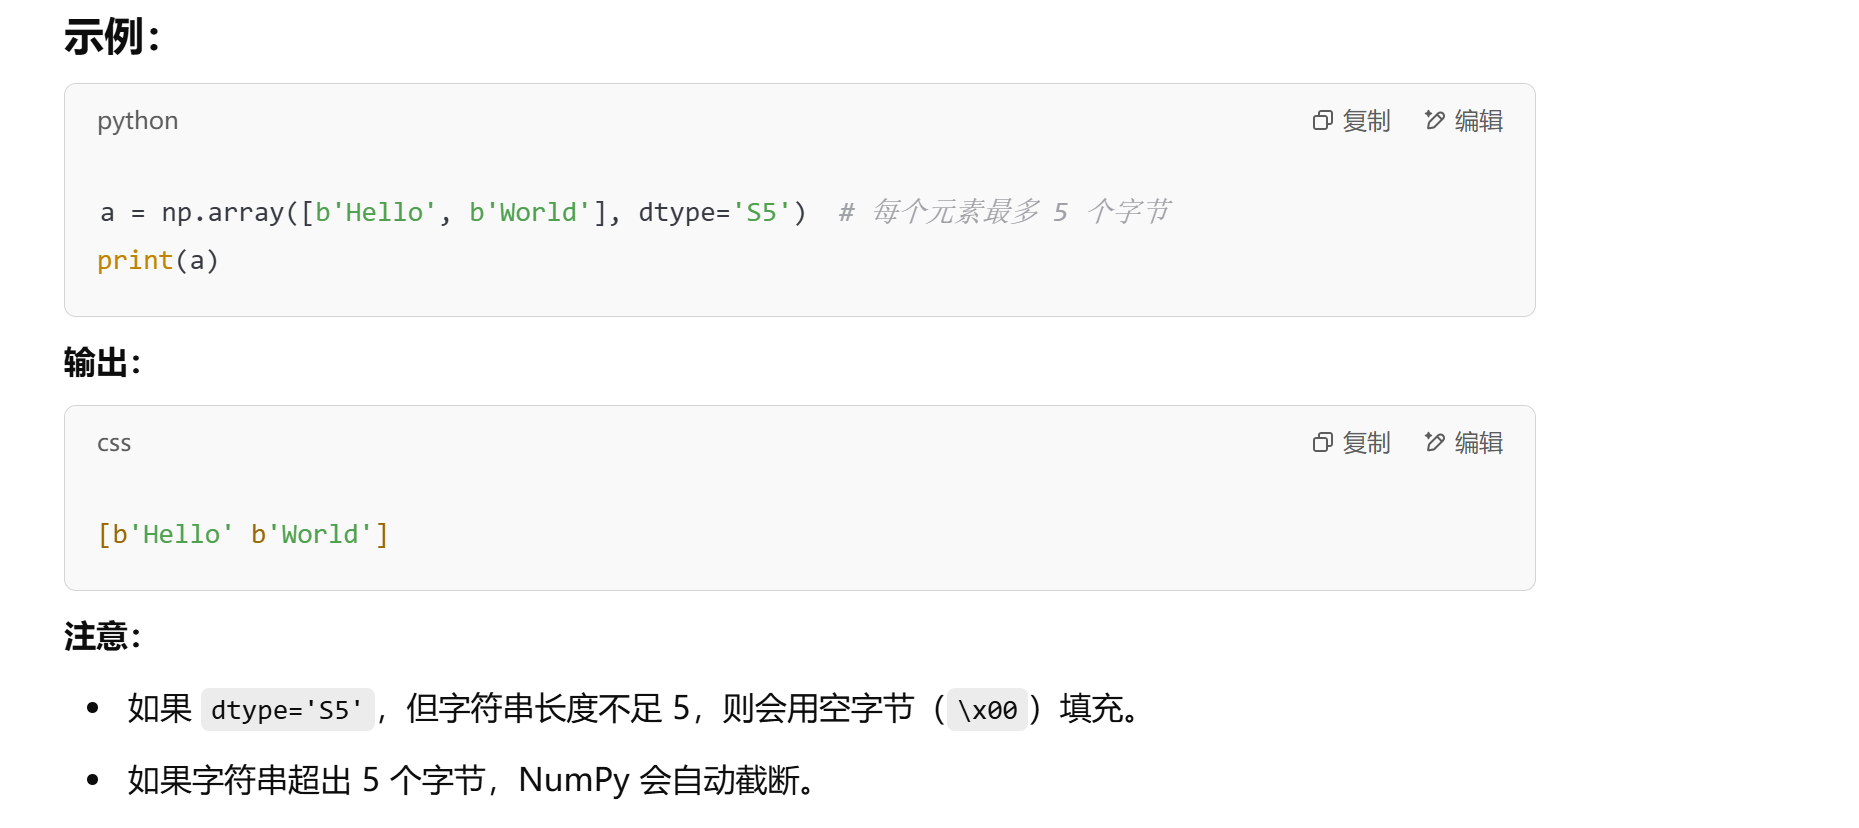 示例：
python 复制 编辑
a = np.array([b'Hello', b'World'], dtype='S5')  # 每个元素最多 5 个字节
print(a)
输出：
css 复制 编辑
[b'Hello' b'World']
注意：
• 如果 dtype='S5'，但字符串长度不足 5，则会用空字节（\x00）填充。
• 如果字符串超出 5 个字节，NumPy 会自动截断。